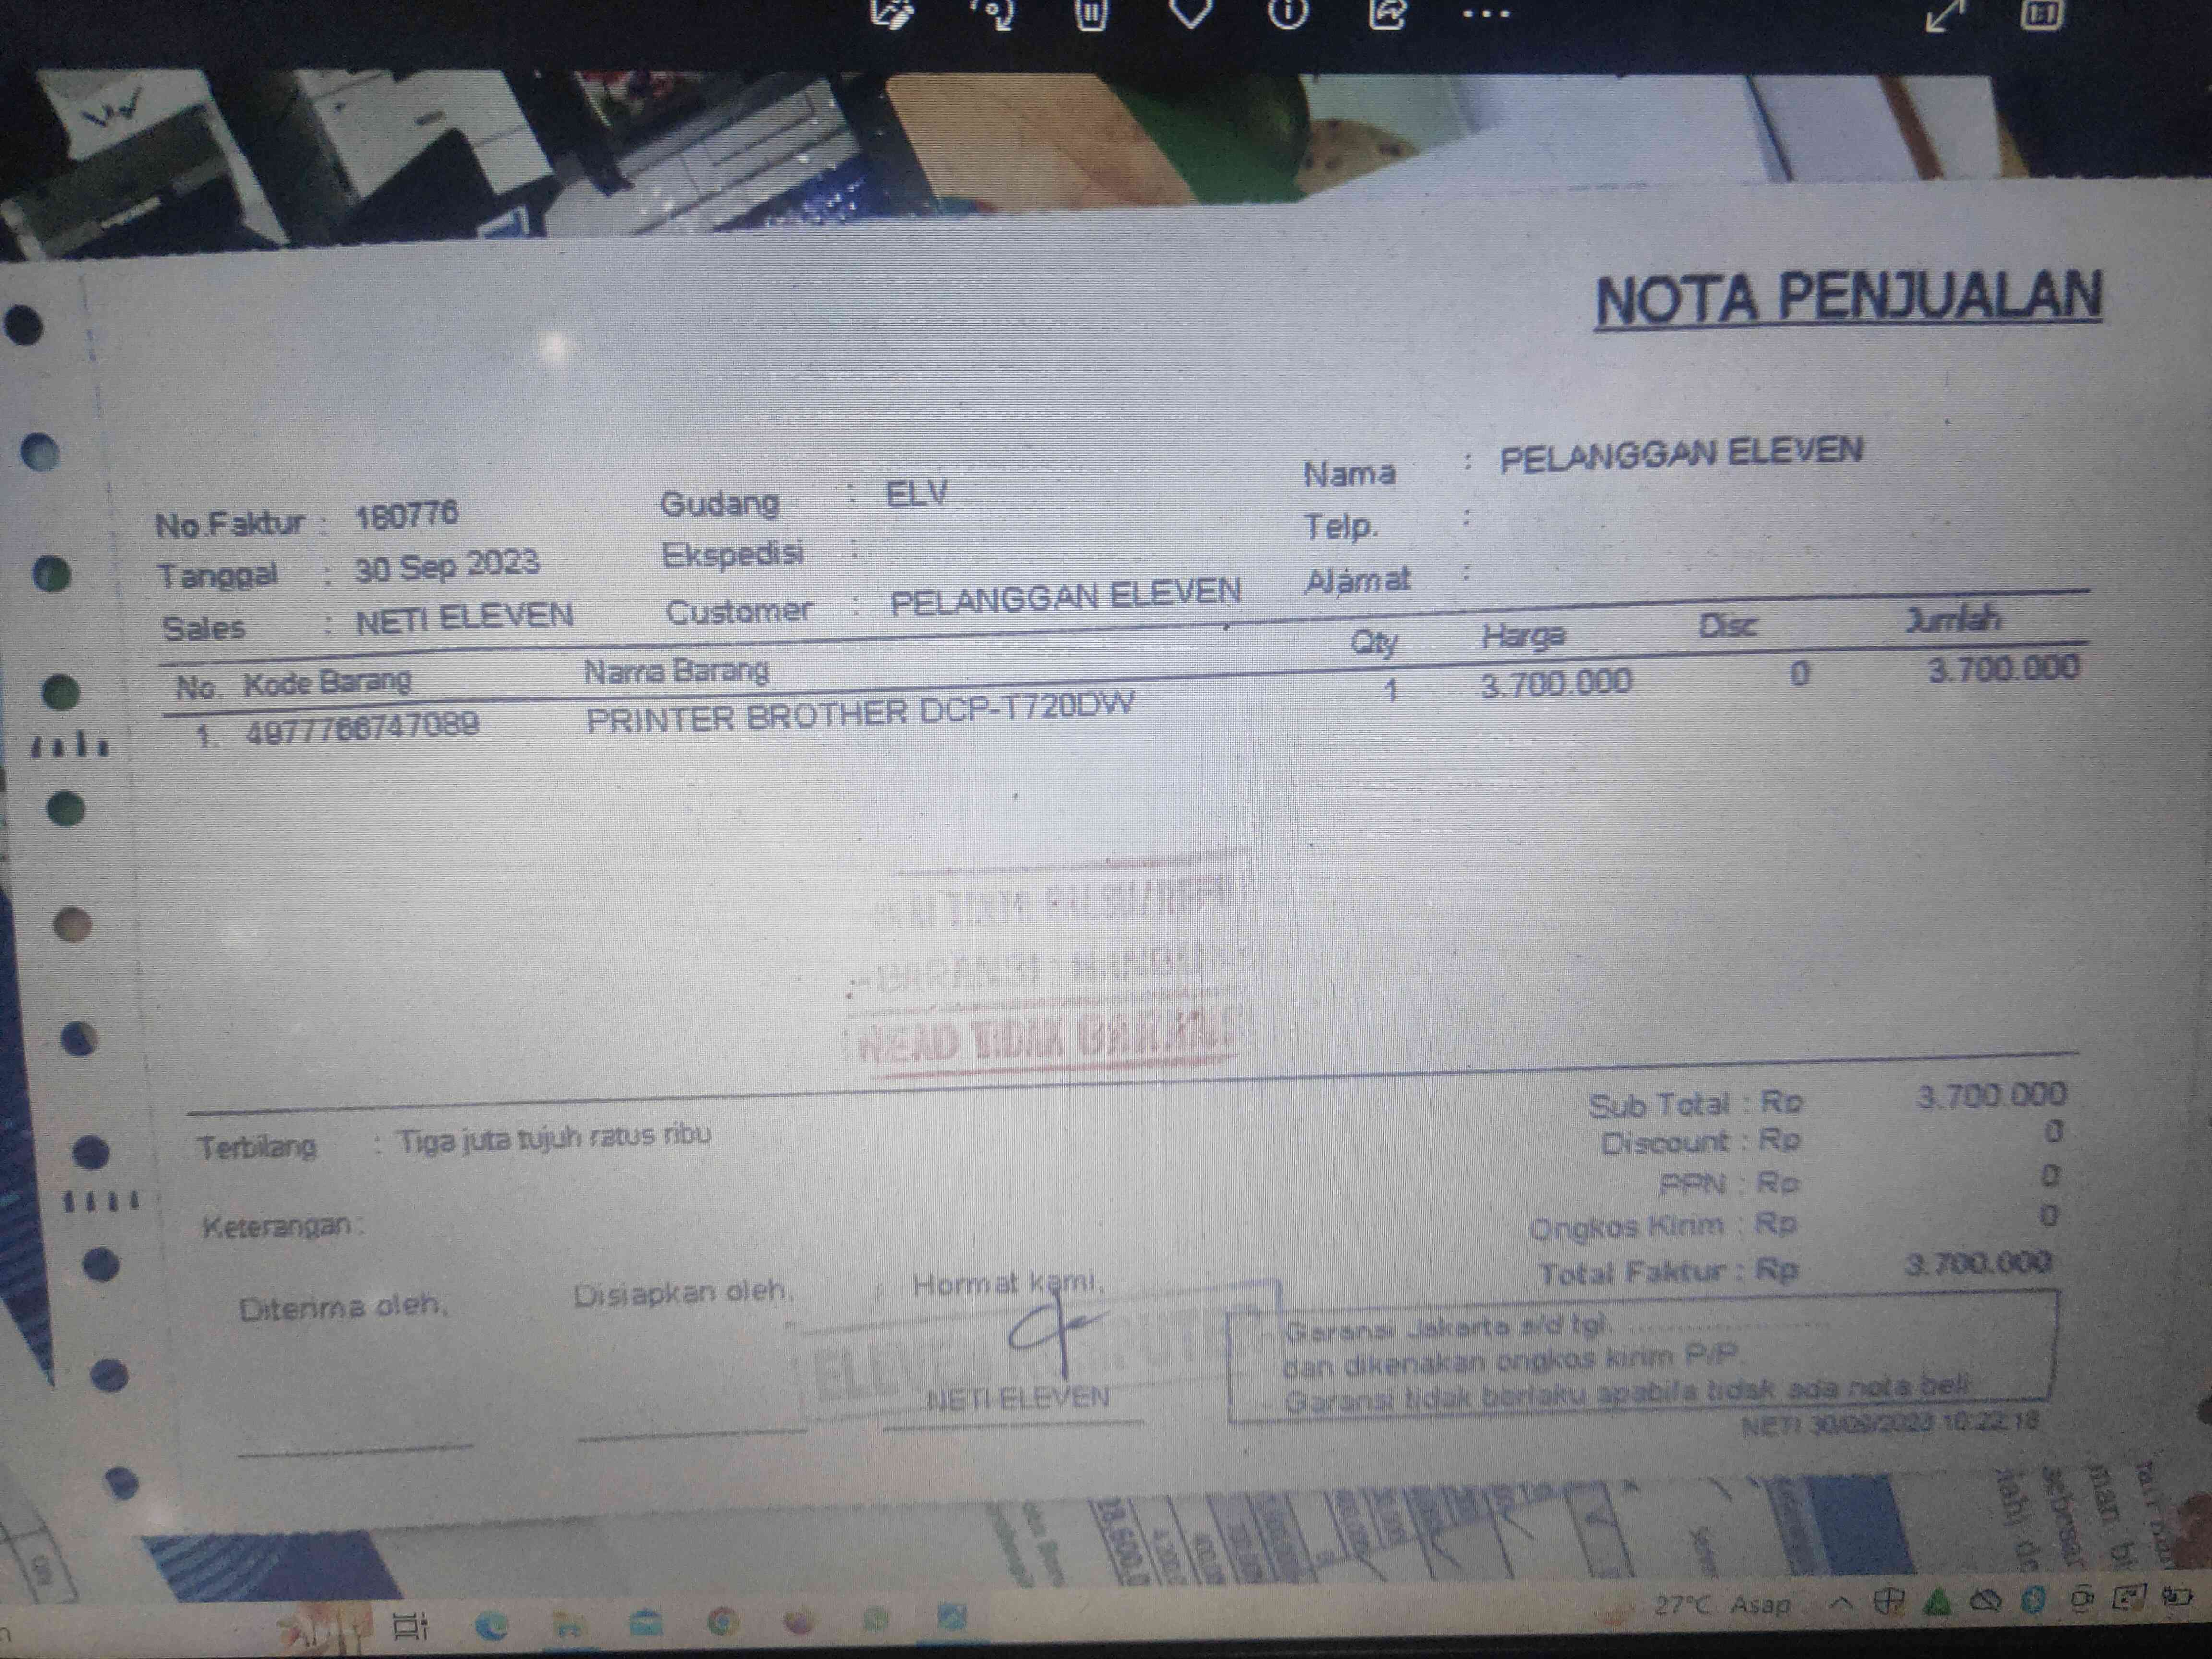 NOTA PENJUALAN
No.Faktur : 180776
Tanggal : 30 Sep 2023
Sales : NETI ELEVEN
Gudang : ELV
Ekspedisi :
Customer : PELANGGAN ELEVEN
Nama : PELANGGAN ELEVEN
Telp. :
Alamat :
No. Kode Barang Nama Barang Qty Harga Disc Jumlah
1. 4977766747089 PRINTER BROTHER DCP-T720DW 1 3.700.000 0 3.700.000
HEAD TIDAK GARANSI
Terbilang : Tiga juta tujuh ratus ribu
Keterangan :
Sub Total : Rp 3.700.000
Discount : Rp 0
PPN : Rp 0
Ongkos Kirim : Rp 0
Total Faktur : Rp 3.700.000
Diterima oleh, Disiapkan oleh, Hormat kami,
NETI ELEVEN
Garansi Jakarta s/d tgl. ....................
dan dikenakan ongkos kirim P/P.
Garansi tidak berlaku apabila tidak ada nota beli
NETI 30/09/2023 10:22:18
27°C Asap